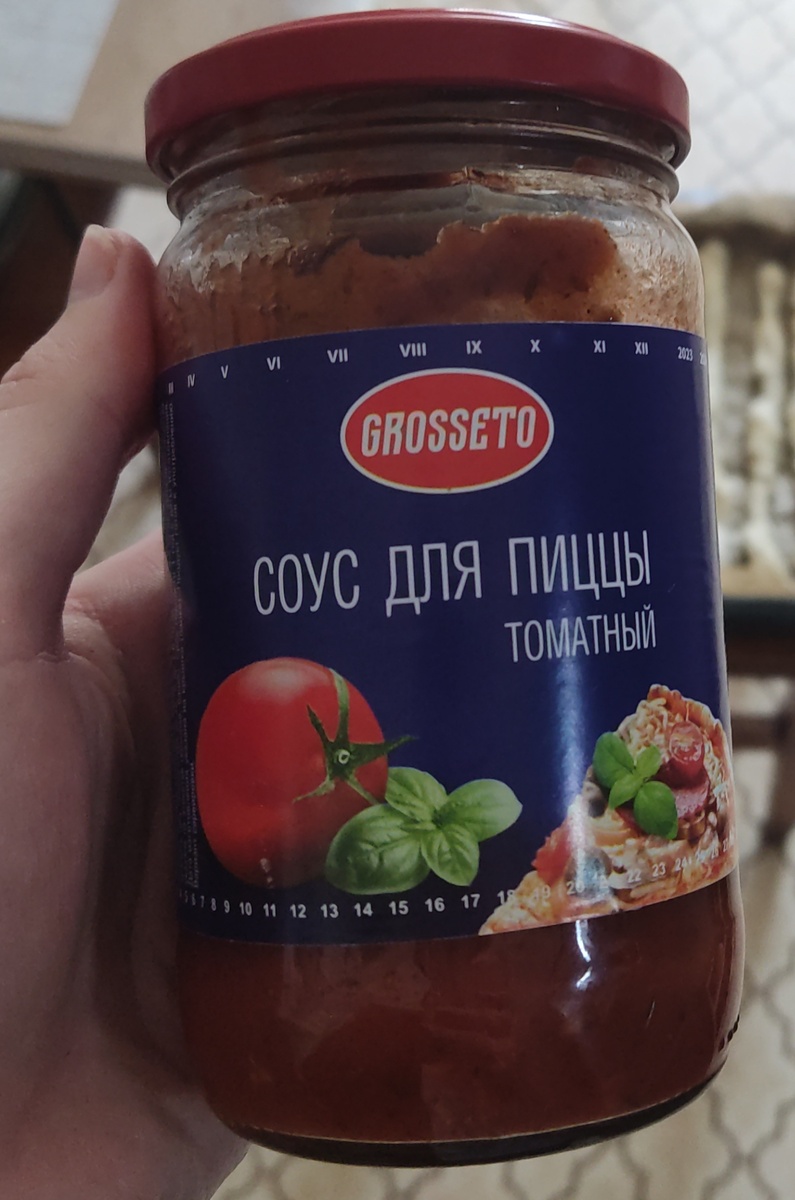 III IV V VI VII VIII IX X XI XII 2023
GROSSETO
СОУС ДЛЯ ПИЦЦЫ
ТОМАТНЫЙ
5 6 7 8 9 10 11 12 13 14 15 16 17 18 19 20 22 23 24